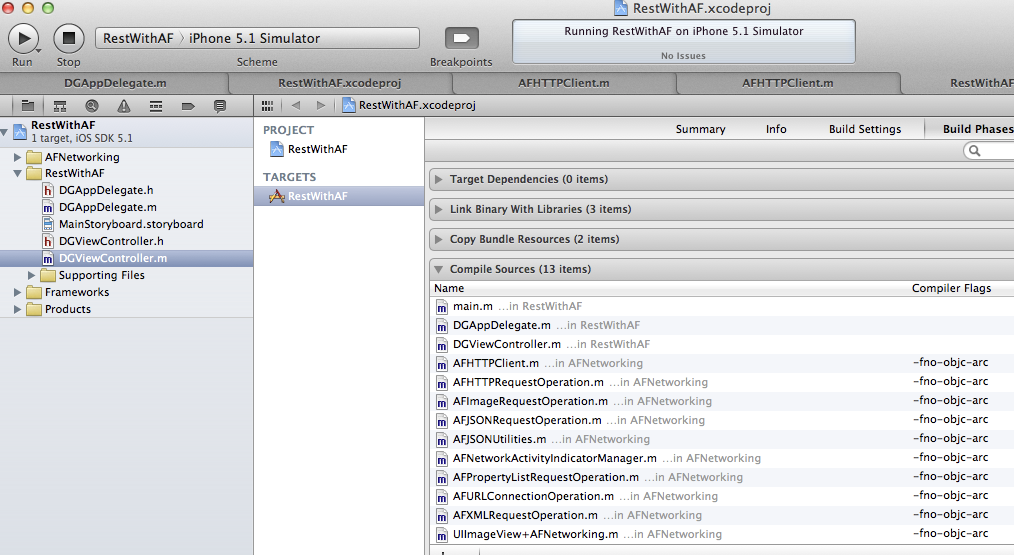 RestWithAF.xcodeproj
RestWithAF 〉iPhone 5.1 Simulator
Running RestWithAF on iPhone 5.1 Simulator
No Issues
Run Stop Scheme Breakpoints
DGAppDelegate.m RestWithAF.xcodeproj AFHTTPClient.m AFHTTPClient.m RestWithAF
RestWithAF.xcodeproj
RestWithAF
1 target, iOS SDK 5.1
AFNetworking
RestWithAF
DGAppDelegate.h
DGAppDelegate.m
MainStoryboard.storyboard
DGViewController.h
DGViewController.m
Supporting Files
Frameworks
Products
PROJECT
RestWithAF
TARGETS
RestWithAF
Summary Info Build Settings Build Phases
Target Dependencies (0 items)
Link Binary With Libraries (3 items)
Copy Bundle Resources (2 items)
Compile Sources (13 items)
Name Compiler Flags
main.m ...in RestWithAF
DGAppDelegate.m ...in RestWithAF
DGViewController.m ...in RestWithAF
AFHTTPClient.m ...in AFNetworking -fno-objc-arc
AFHTTPRequestOperation.m ...in AFNetworking -fno-objc-arc
AFImageRequestOperation.m ...in AFNetworking -fno-objc-arc
AFJSONRequestOperation.m ...in AFNetworking -fno-objc-arc
AFJSONUtilities.m ...in AFNetworking -fno-objc-arc
AFNetworkActivityIndicatorManager.m ...in AFNetworking -fno-objc-arc
AFPropertyListRequestOperation.m ...in AFNetworking -fno-objc-arc
AFURLConnectionOperation.m ...in AFNetworking -fno-objc-arc
AFXMLRequestOperation.m ...in AFNetworking -fno-objc-arc
UIImageView+AFNetworking.m ...in AFNetworking -fno-objc-arc